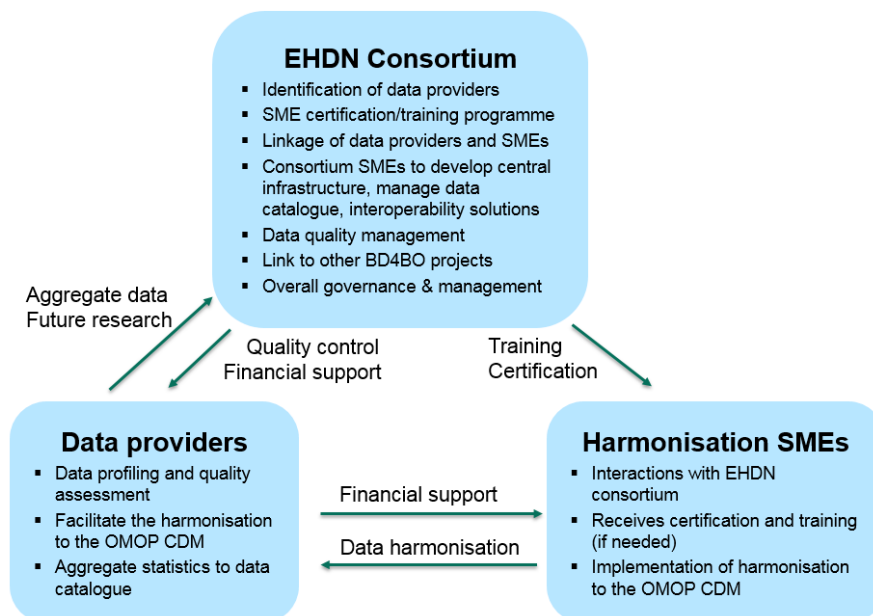 EHDN Consortium
▪ Identification of data providers
▪ SME certification/training programme
▪ Linkage of data providers and SMEs
▪ Consortium SMEs to develop central
infrastructure, manage data
catalogue, interoperability solutions
▪ Data quality management
▪ Link to other BD4BO projects
▪ Overall governance & management
Aggregate data
Future research
Quality control
Financial support
Training
Certification
Data providers
▪ Data profiling and quality
assessment
▪ Facilitate the harmonisation
to the OMOP CDM
▪ Aggregate statistics to data
catalogue
Financial support
Data harmonisation
Harmonisation SMEs
▪ Interactions with EHDN
consortium
▪ Receives certification and training
(if needed)
▪ Implementation of harmonisation
to the OMOP CDM